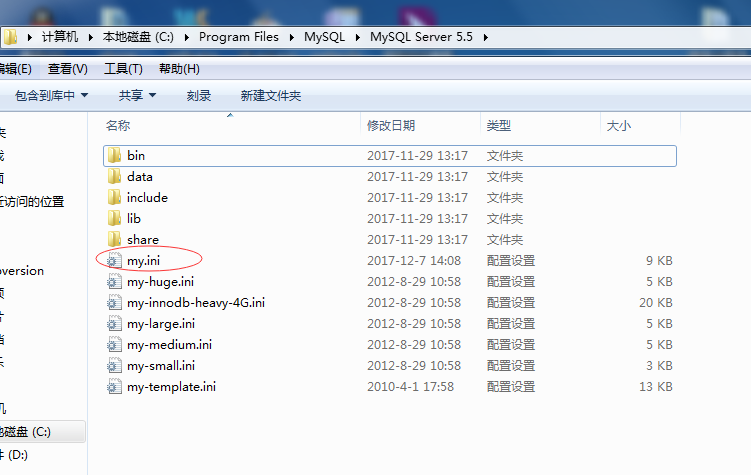 计算机 ▸ 本地磁盘 (C:) ▸ Program Files ▸ MySQL ▸ MySQL Server 5.5 ▸
编辑(E) 查看(V) 工具(T) 帮助(H)
包含到库中 共享 刻录 新建文件夹
名称 修改日期 类型 大小
bin 2017-11-29 13:17 文件夹
data 2017-11-29 13:17 文件夹
include 2017-11-29 13:17 文件夹
lib 2017-11-29 13:17 文件夹
share 2017-11-29 13:17 文件夹
my.ini 2017-12-7 14:08 配置设置 9 KB
my-huge.ini 2012-8-29 10:58 配置设置 5 KB
my-innodb-heavy-4G.ini 2012-8-29 10:58 配置设置 20 KB
my-large.ini 2012-8-29 10:58 配置设置 5 KB
my-medium.ini 2012-8-29 10:58 配置设置 5 KB
my-small.ini 2012-8-29 10:58 配置设置 3 KB
my-template.ini 2010-4-1 17:58 配置设置 13 KB
夹
面
近访问的位置
oversion
频
片
档
乐
机
地磁盘 (C:)
件 (D:)